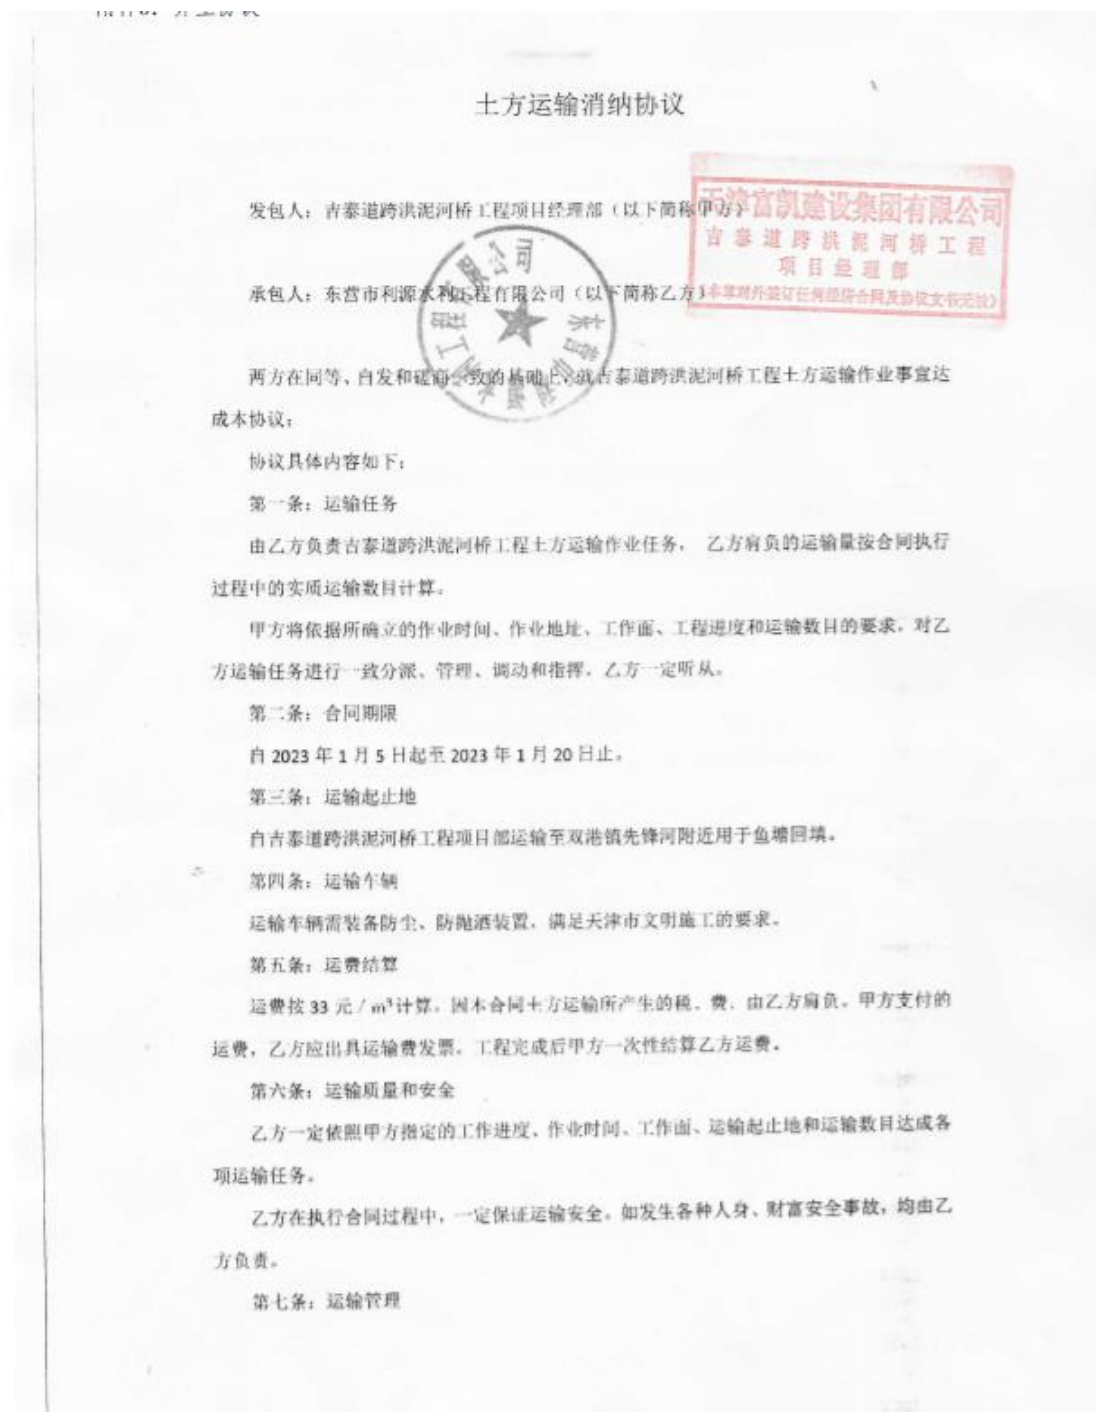 土方运输消纳协议
天津富凯建设集团有限公司
吉泰道跨洪泥河桥工程
项目经理部
(本章对外签订任何经济合同及协议文书无效)
发包人：吉泰道跨洪泥河桥工程项目经理部（以下简称甲方）
承包人：东营市利源水利工程有限公司（以下简称乙方）
两方在同等、自发和磋商一致的基础上，就吉泰道跨洪泥河桥工程土方运输作业事宜达
成本协议：
协议具体内容如下：
第一条：运输任务
由乙方负责吉泰道跨洪泥河桥工程土方运输作业任务， 乙方肩负的运输量按合同执行
过程中的实质运输数目计算。
甲方将依据所确立的作业时间、作业地址、工作面、工程进度和运输数目的要求，对乙
方运输任务进行一致分派、管理、调动和指挥，乙方一定听从。
第二条：合同期限
自 2023 年 1 月 5 日起至 2023 年 1 月 20 日止。
第三条：运输起止地
自吉泰道跨洪泥河桥工程项目部运输至双港镇先锋河附近用于鱼塘回填。
第四条：运输车辆
运输车辆需装备防尘、防抛洒装置，满足天津市文明施工的要求。
第五条：运费结算
运费按 33 元／m³计算。因本合同土方运输所产生的税、费，由乙方肩负。甲方支付的
运费，乙方应出具运输费发票。工程完成后甲方一次性结算乙方运费。
第六条：运输质量和安全
乙方一定依照甲方指定的工作进度、作业时间、工作面、运输起止地和运输数目达成各
项运输任务。
乙方在执行合同过程中，一定保证运输安全。如发生各种人身、财富安全事故，均由乙
方负责。
第七条：运输管理